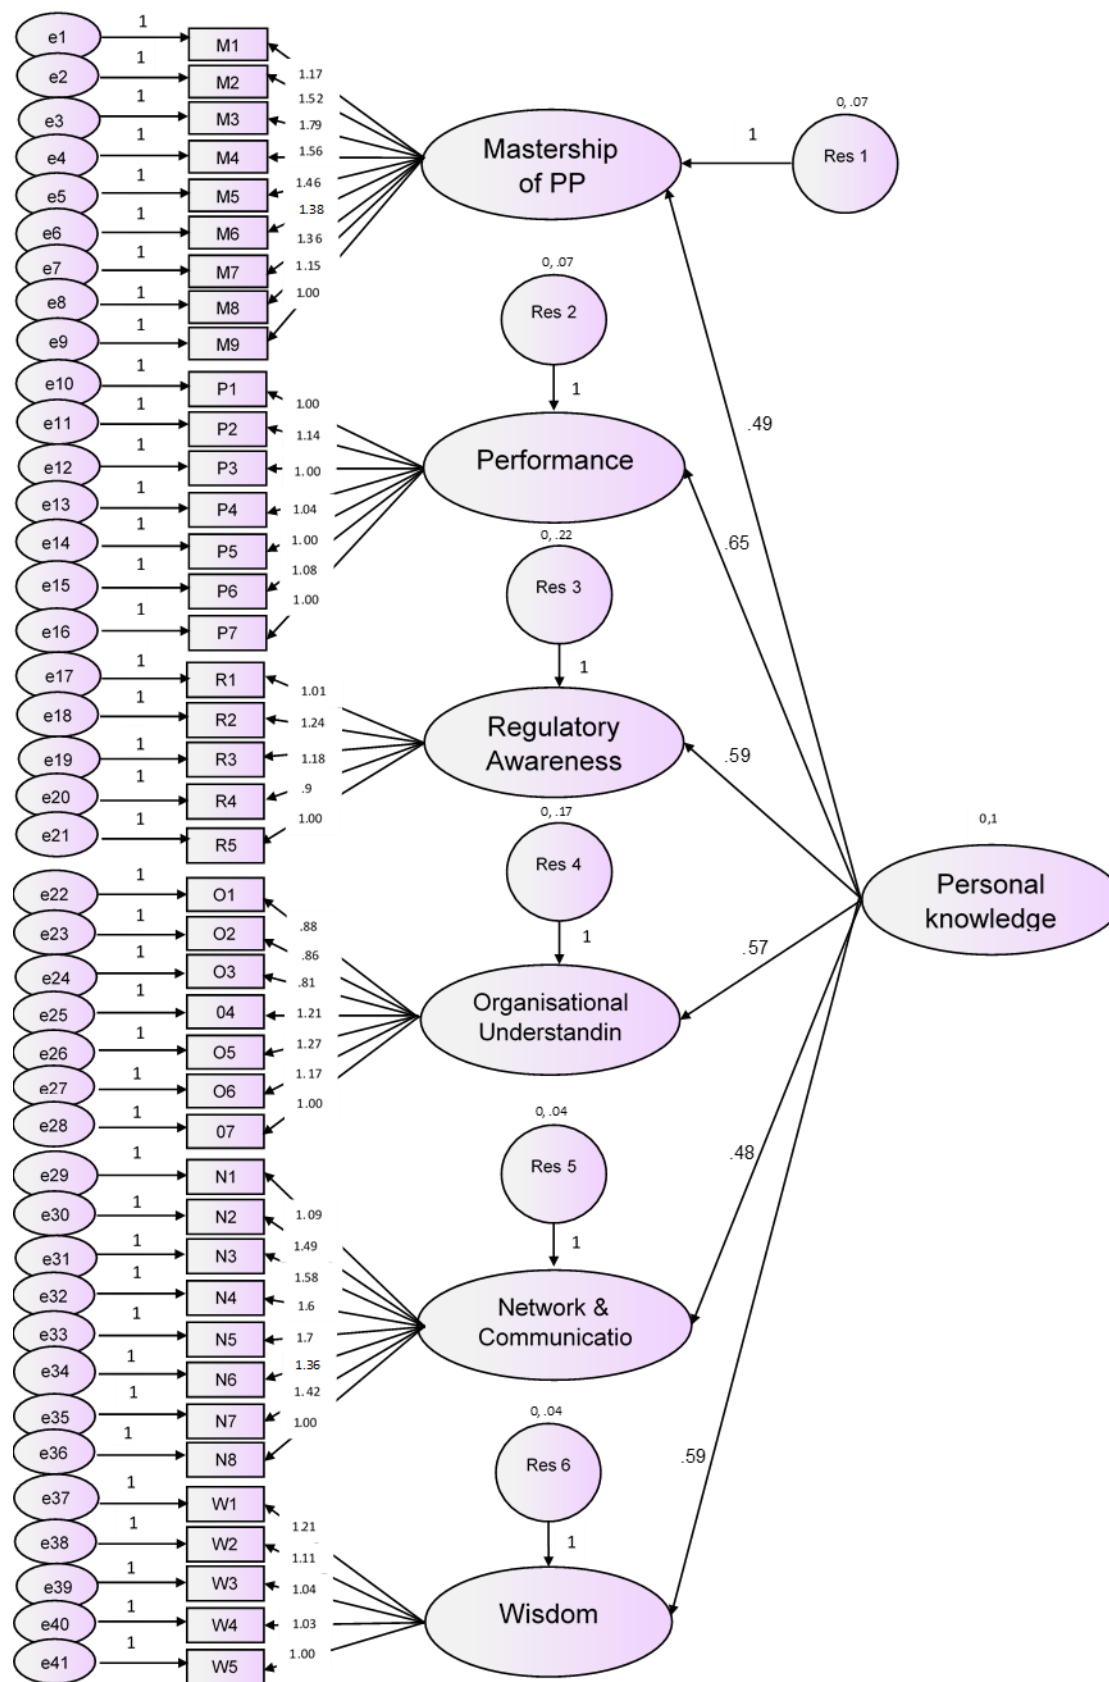 e1 1 M1
e2 1 M2
e3 1 M3
e4 1 M4
e5 1 M5
e6 1 M6
e7 1 M7
e8 1 M8
e9 1 M9
1.17
1.52
1.79
1.56
1.46
1.38
1.36
1.15
1.00
Mastership
of PP
0, .07
Res 1
1
e10 1 P1
e11 1 P2
e12 1 P3
e13 1 P4
e14 1 P5
e15 1 P6
e16 1 P7
1.00
1.14
1.00
1.04
1.00
1.08
1.00
0, .07
Res 2
1
Performance
e17 1 R1
e18 1 R2
e19 1 R3
e20 1 R4
e21 1 R5
1.01
1.24
1.18
.9
1.00
0, .22
Res 3
1
Regulatory
Awareness
e22 1 O1
e23 1 O2
e24 1 O3
e25 1 04
e26 1 O5
e27 1 O6
e28 1 07
.88
.86
.81
1.21
1.27
1.17
1.00
0, .17
Res 4
1
Organisational
Understandin
e29 1 N1
e30 1 N2
e31 1 N3
e32 1 N4
e33 1 N5
e34 1 N6
e35 1 N7
e36 1 N8
1.09
1.49
1.58
1.6
1.7
1.36
1.42
1.00
0, .04
Res 5
1
Network &
Communicatio
e37 1 W1
e38 1 W2
e39 1 W3
e40 1 W4
e41 1 W5
1.21
1.11
1.04
1.03
1.00
0, .04
Res 6
1
Wisdom
.49
.65
.59
.57
.48
.59
0,1
Personal
knowledge